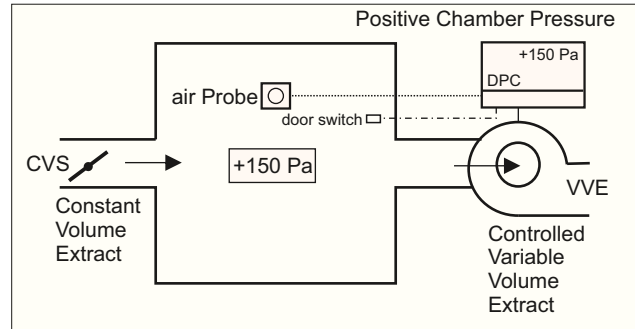 Positive Chamber Pressure
+150 Pa
DPC
air Probe
door switch
CVS
+150 Pa
VVE
Constant
Volume
Extract
Controlled
Variable
Volume
Extract